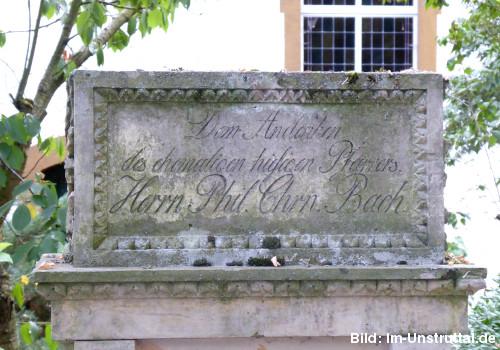 Dem Andenken
des ehemaligen hiesigen Pfarrers,
Herrn Phil. Chrn. Bach
Bild: Im-Unstruttal.de